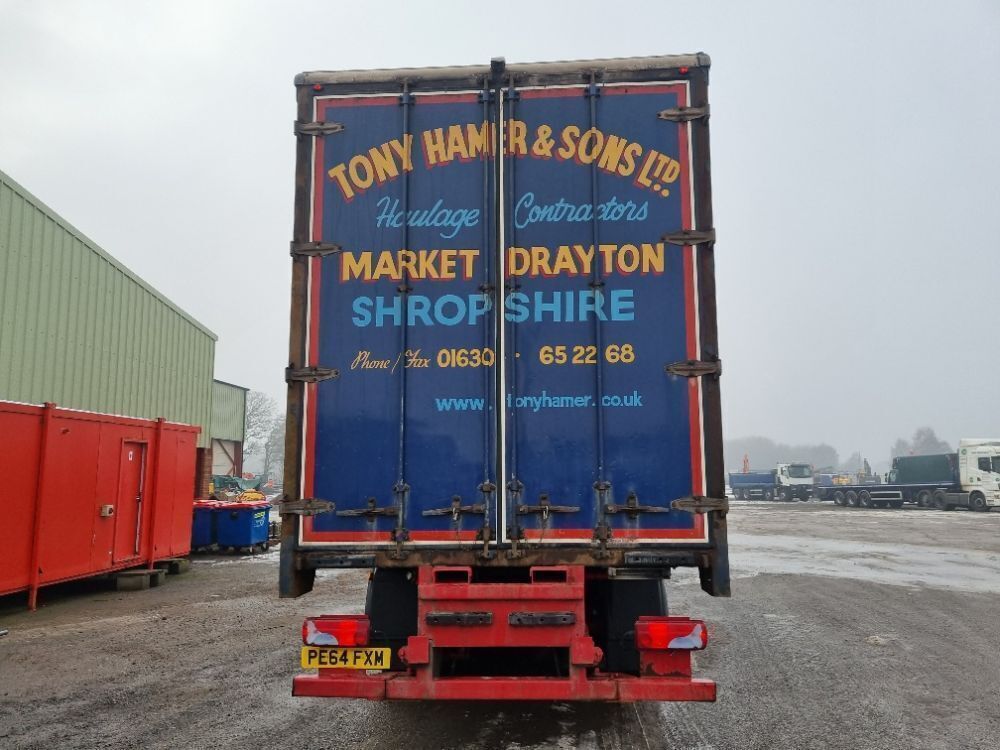 TONY HAMER & SONS LTD.
Haulage Contractors
MARKET DRAYTON
SHROPSHIRE
Phone/Fax 01630 · 65 22 68
www.tonyhamer.co.uk
PE64 FXM